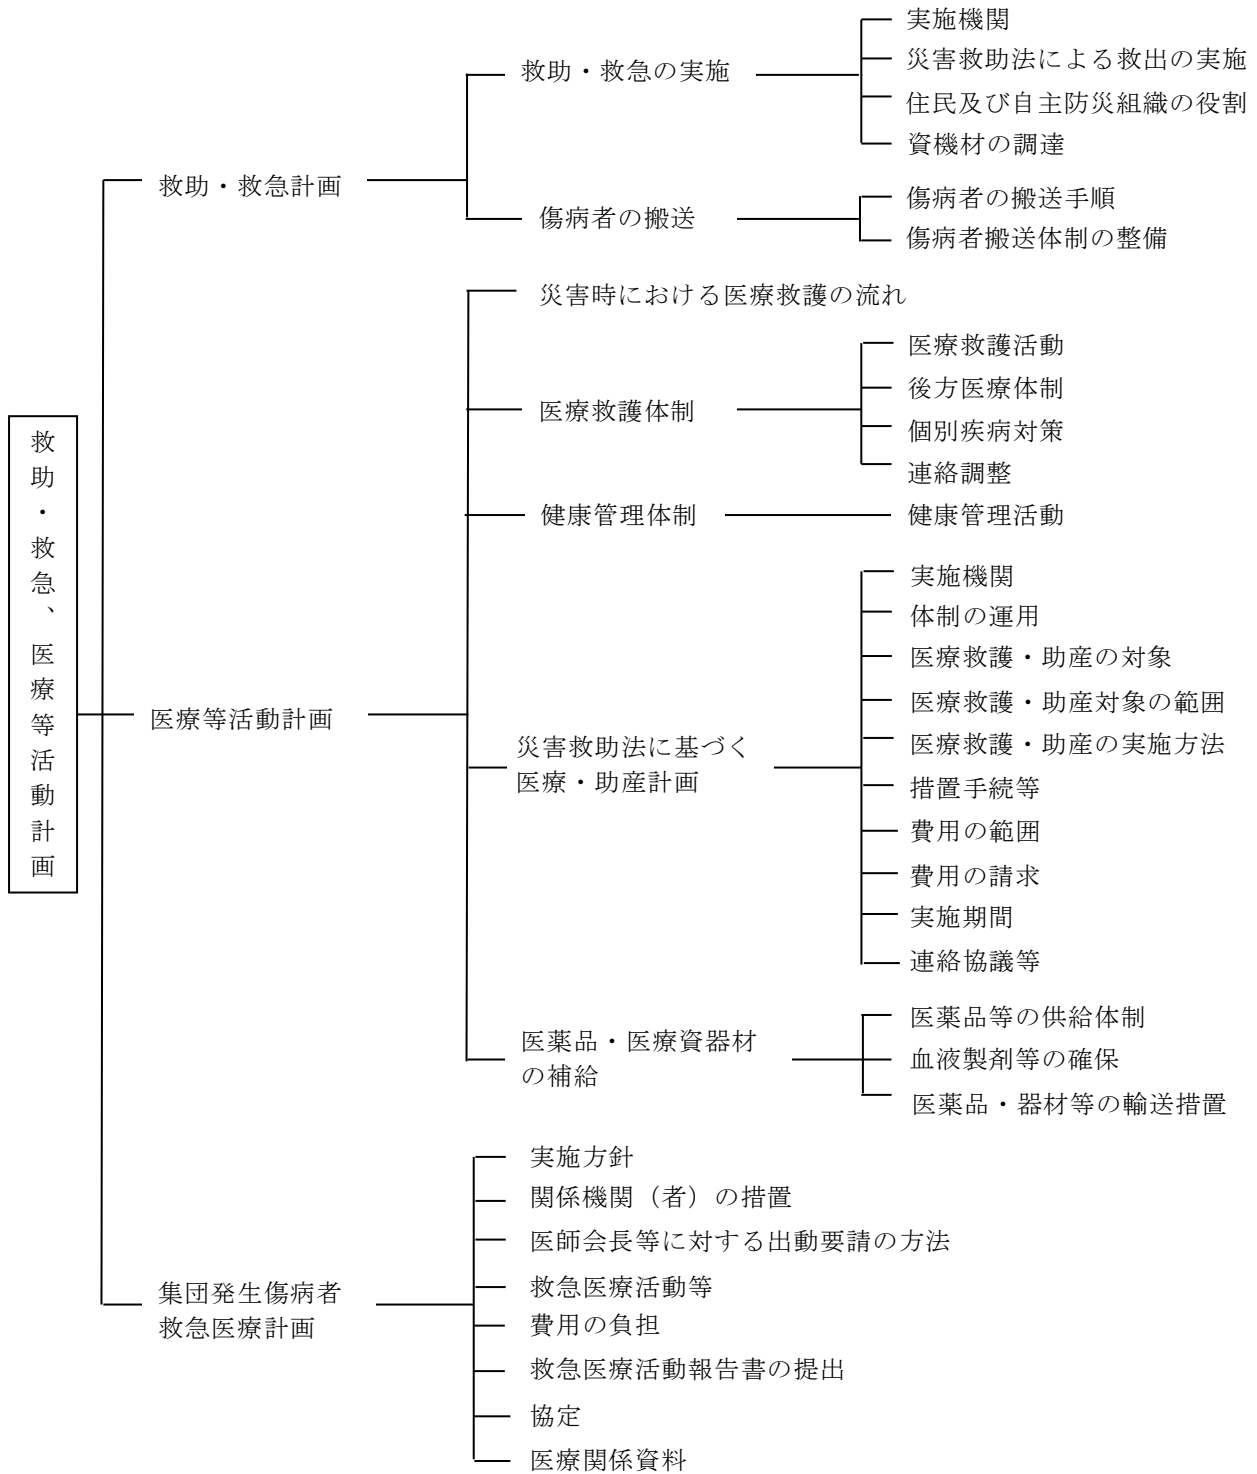 救助・救急、医療等活動計画
救助・救急計画
救助・救急の実施
実施機関
災害救助法による救出の実施
住民及び自主防災組織の役割
資機材の調達
傷病者の搬送
傷病者の搬送手順
傷病者搬送体制の整備
医療等活動計画
災害時における医療救護の流れ
医療救護体制
医療救護活動
後方医療体制
個別疾病対策
連絡調整
健康管理体制
健康管理活動
災害救助法に基づく
医療・助産計画
実施機関
体制の運用
医療救護・助産の対象
医療救護・助産対象の範囲
医療救護・助産の実施方法
措置手続等
費用の範囲
費用の請求
実施期間
連絡協議等
医薬品・医療資器材
の補給
医薬品等の供給体制
血液製剤等の確保
医薬品・器材等の輸送措置
集団発生傷病者
救急医療計画
実施方針
関係機関（者）の措置
医師会長等に対する出動要請の方法
救急医療活動等
費用の負担
救急医療活動報告書の提出
協定
医療関係資料